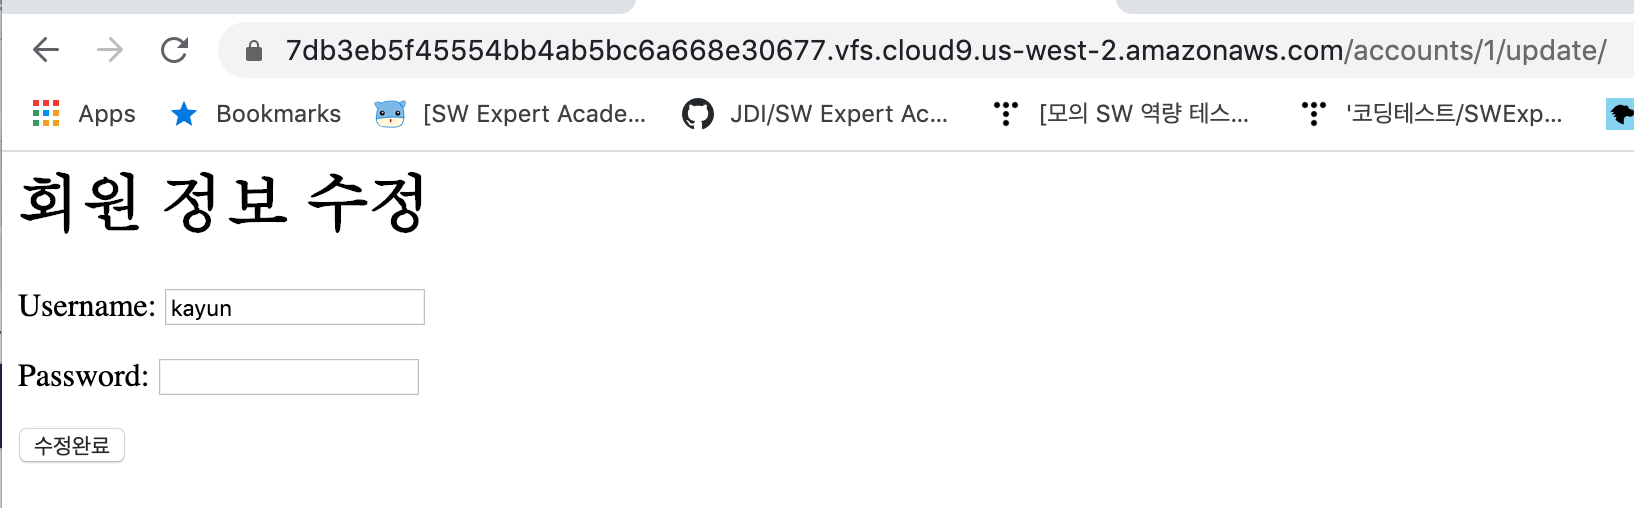 7db3eb5f45554bb4ab5bc6a668e30677.vfs.cloud9.us-west-2.amazonaws.com/accounts/1/update/
Apps Bookmarks [SW Expert Acade... JDI/SW Expert Ac... [모의 SW 역량 테스... '코딩테스트/SWExp...
회원 정보 수정
Username: kayun
Password:
수정완료